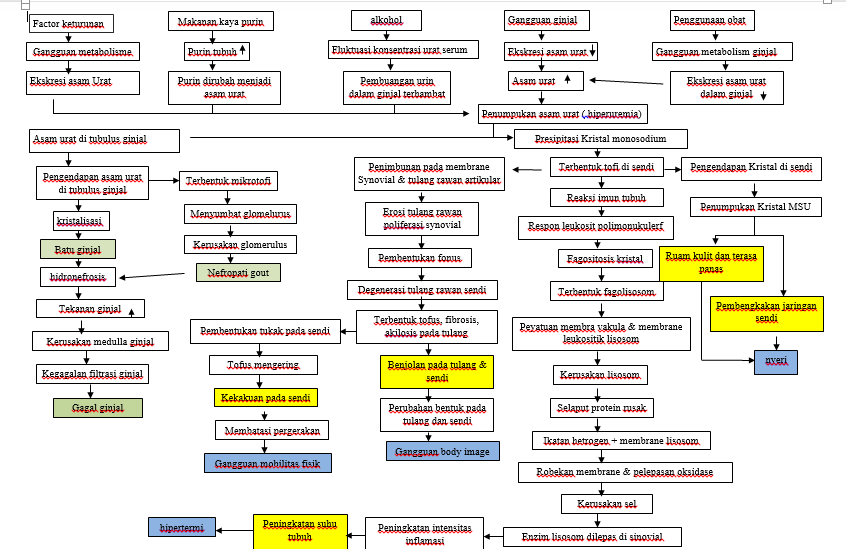 Factor keturunan
Makanan kaya purin
alkohol
Gangguan ginjal
Penggunaan obat
Gangguan metabolisme
Purin tubuh
Fluktuasi konsentrasi urat serum
Ekskresi asam urat
Gangguan metabolism ginjal
Ekskresi asam Urat
Purin dirubah menjadi
asam urat
Pembuangan urin
dalam ginjal terhambat
Asam urat
Ekskresi asam urat
dalam ginjal
Penumpukan asam urat ( hiperuremia)
Asam urat di tubulus ginjal
Presipitasi Kristal monosodium
Pengendapan asam urat
di tubulus ginjal
Terbentuk mikrotofi
Penimbunan pada membrane
Synovial & tulang rawan artikular
Terbentuk tofi di sendi
Pengendapan Kristal di sendi
kristalisasi
Menyumbat glomelurus
Erosi tulang rawan
poliferasi synovial
Reaksi imun tubuh
Penumpukan Kristal MSU
Batu ginjal
Kerusakan glomerulus
Respon leukosit polimonukulerf
Pembentukan fonus
Fagositosis kristal
Ruam kulit dan terasa
panas
hidronefrosis
Nefropati gout
Degenerasi tulang rawan sendi
Terbentuk fagolisosom
Tekanan ginjal
Pembengkakan jaringan
sendi
Kerusakan medulla ginjal
Pembentukan tukak pada sendi
Terbentuk tofus, fibrosis,
akilosis pada tulang
Pevatuan membra vakula & membrane
leukositik lisosom
Kegagalan filtrasi ginjal
Tofus mengering
Benjolan pada tulang &
sendi
Kerusakan lisosom
nyeri
Gagal ginjal
Kekakuan pada sendi
Perubahan bentuk pada
tulang dan sendi
Selaput protein rusak
Membatasi pergerakan
Ikatan hetrogen + membrane lisosom
Gangguan mobilitas fisik
Gangguan body image
Robekan membrane & pelepasan oksidase
Kerusakan sel
hipertermi
Peningkatan suhu
tubuh
Peningkatan intensitas
inflamasi
Enzim lisosom dilepas di sinovial